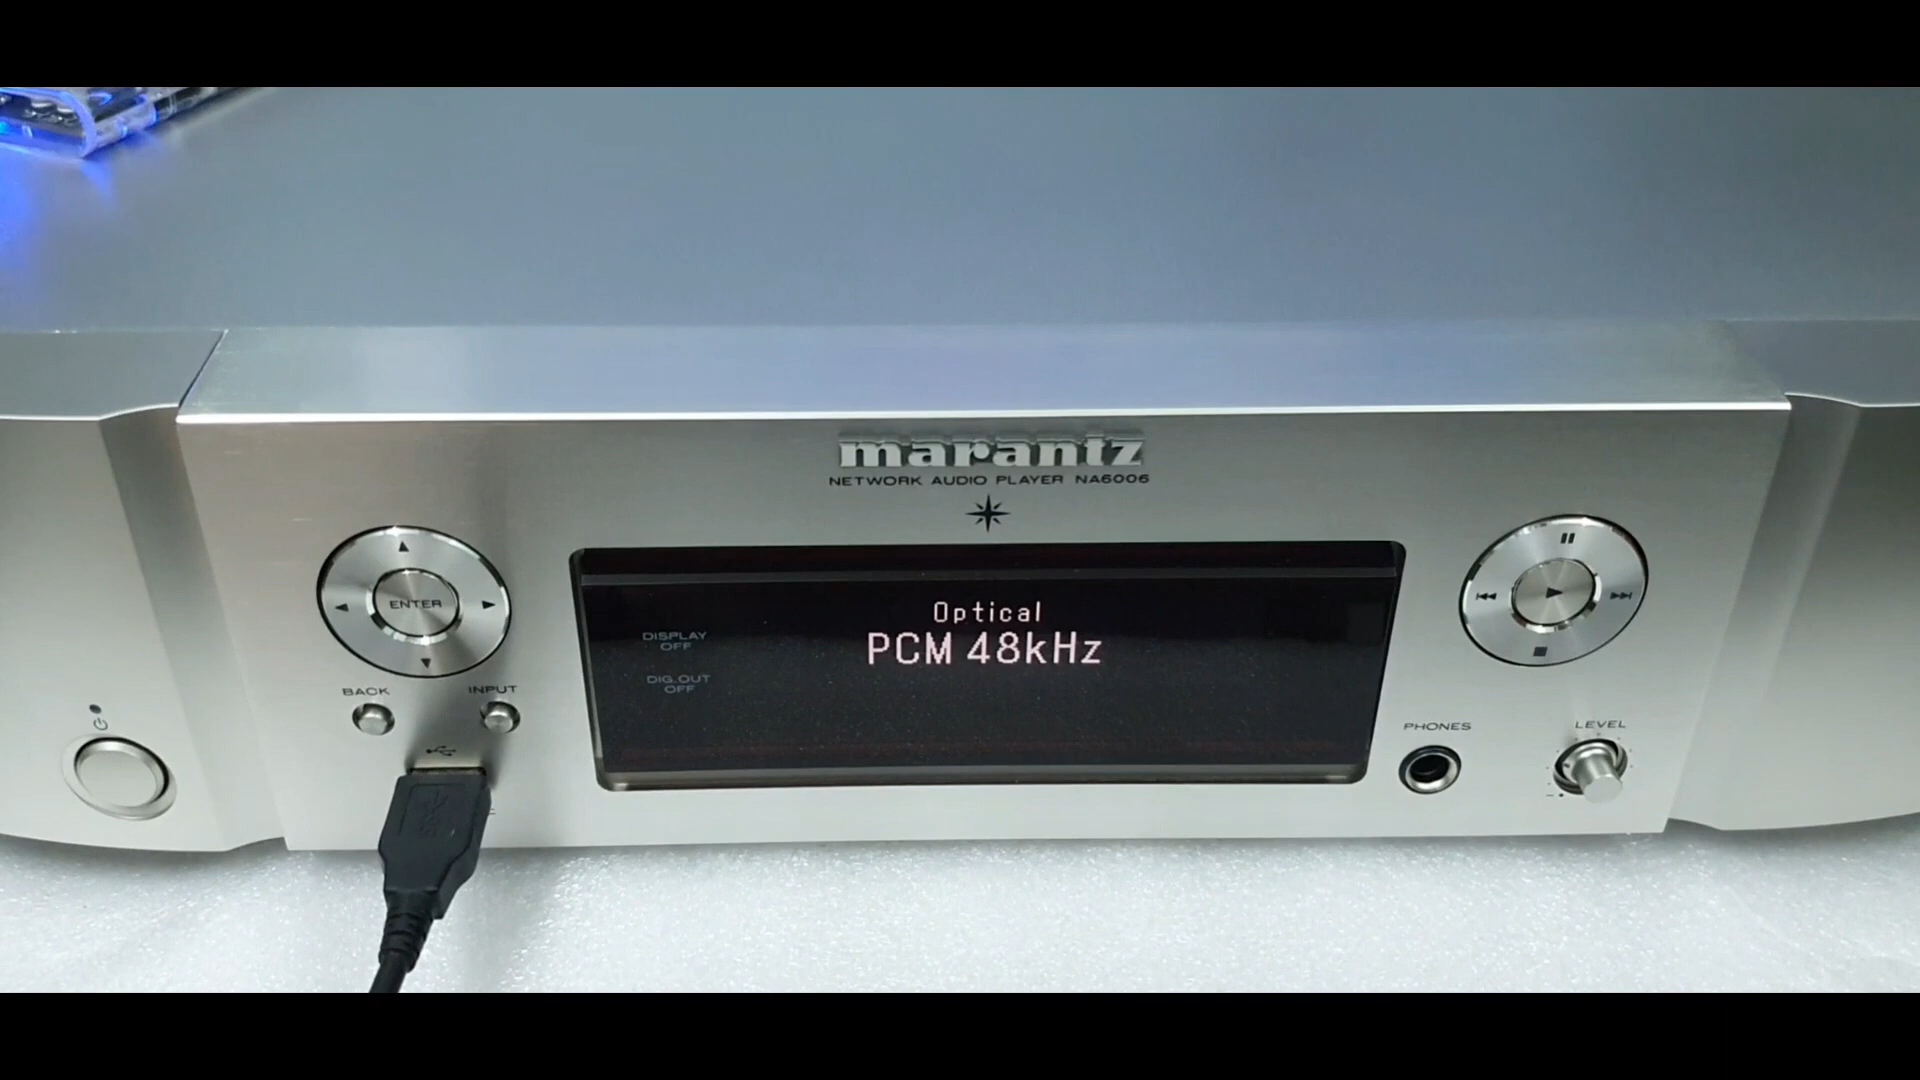 marantz
NETWORK AUDIO PLAYER NA6006
ENTER
BACK
INPUT
DISPLAY
OFF
DIG.OUT
OFF
Optical
PCM 48kHz
PHONES
LEVEL